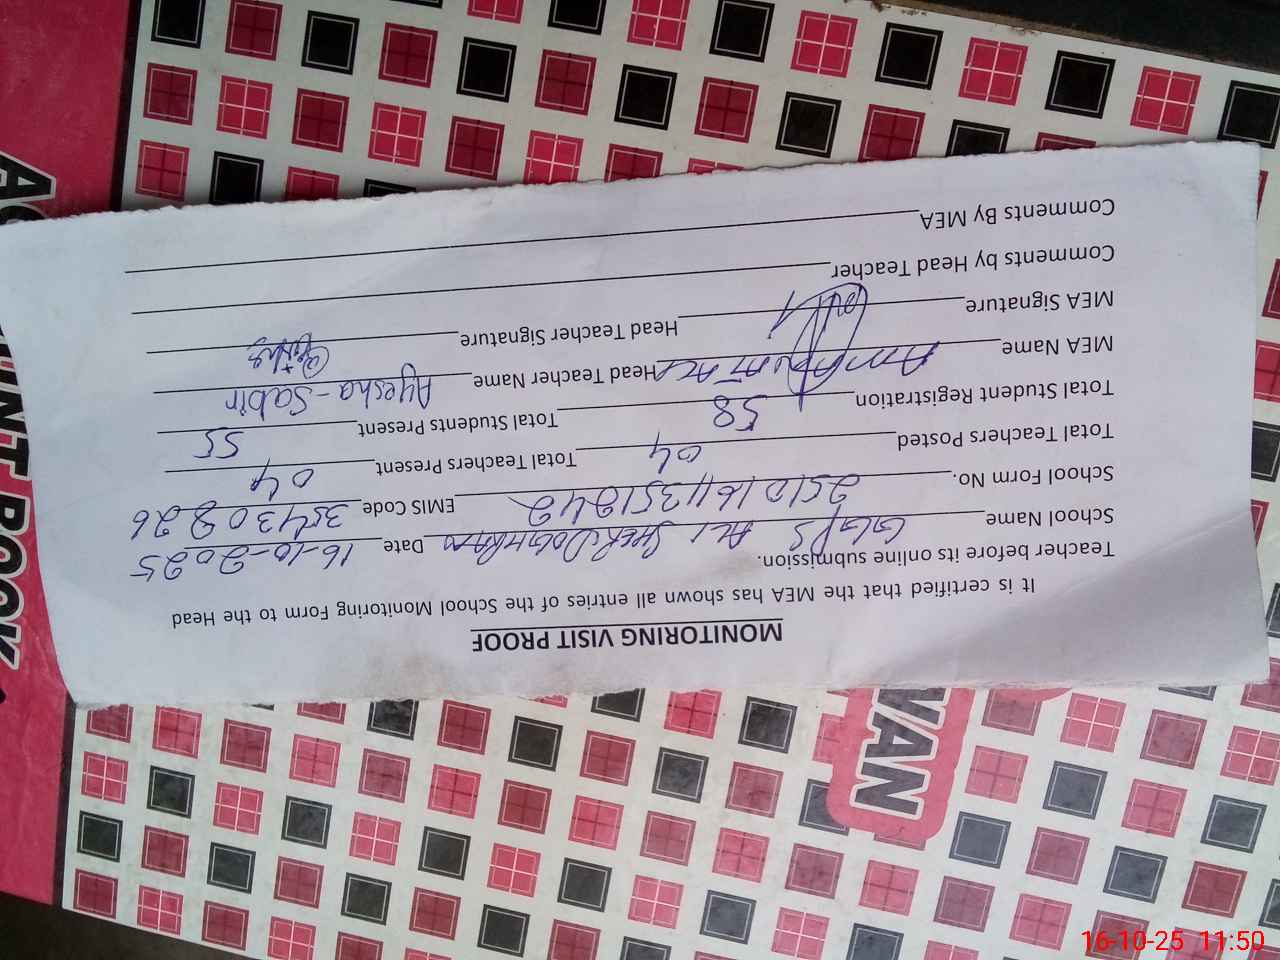 MONITORING VISIT PROOF
It is certified that the MEA has shown all entries of the School Monitoring Form to the Head
Teacher before its online submission.
School Name GGPS ALI SHER Date 16-10-2025
School Form No. EMIS Code 35430826
Total Teachers Posted 04 Total Teachers Present 04
Total Student Registration 58 Total Students Present 55
MEA Name Head Teacher Name Ayesha-Sabir
MEA Signature Head Teacher Signature
Comments by Head Teacher
Comments By MEA
VAN
16-10-25 11:50